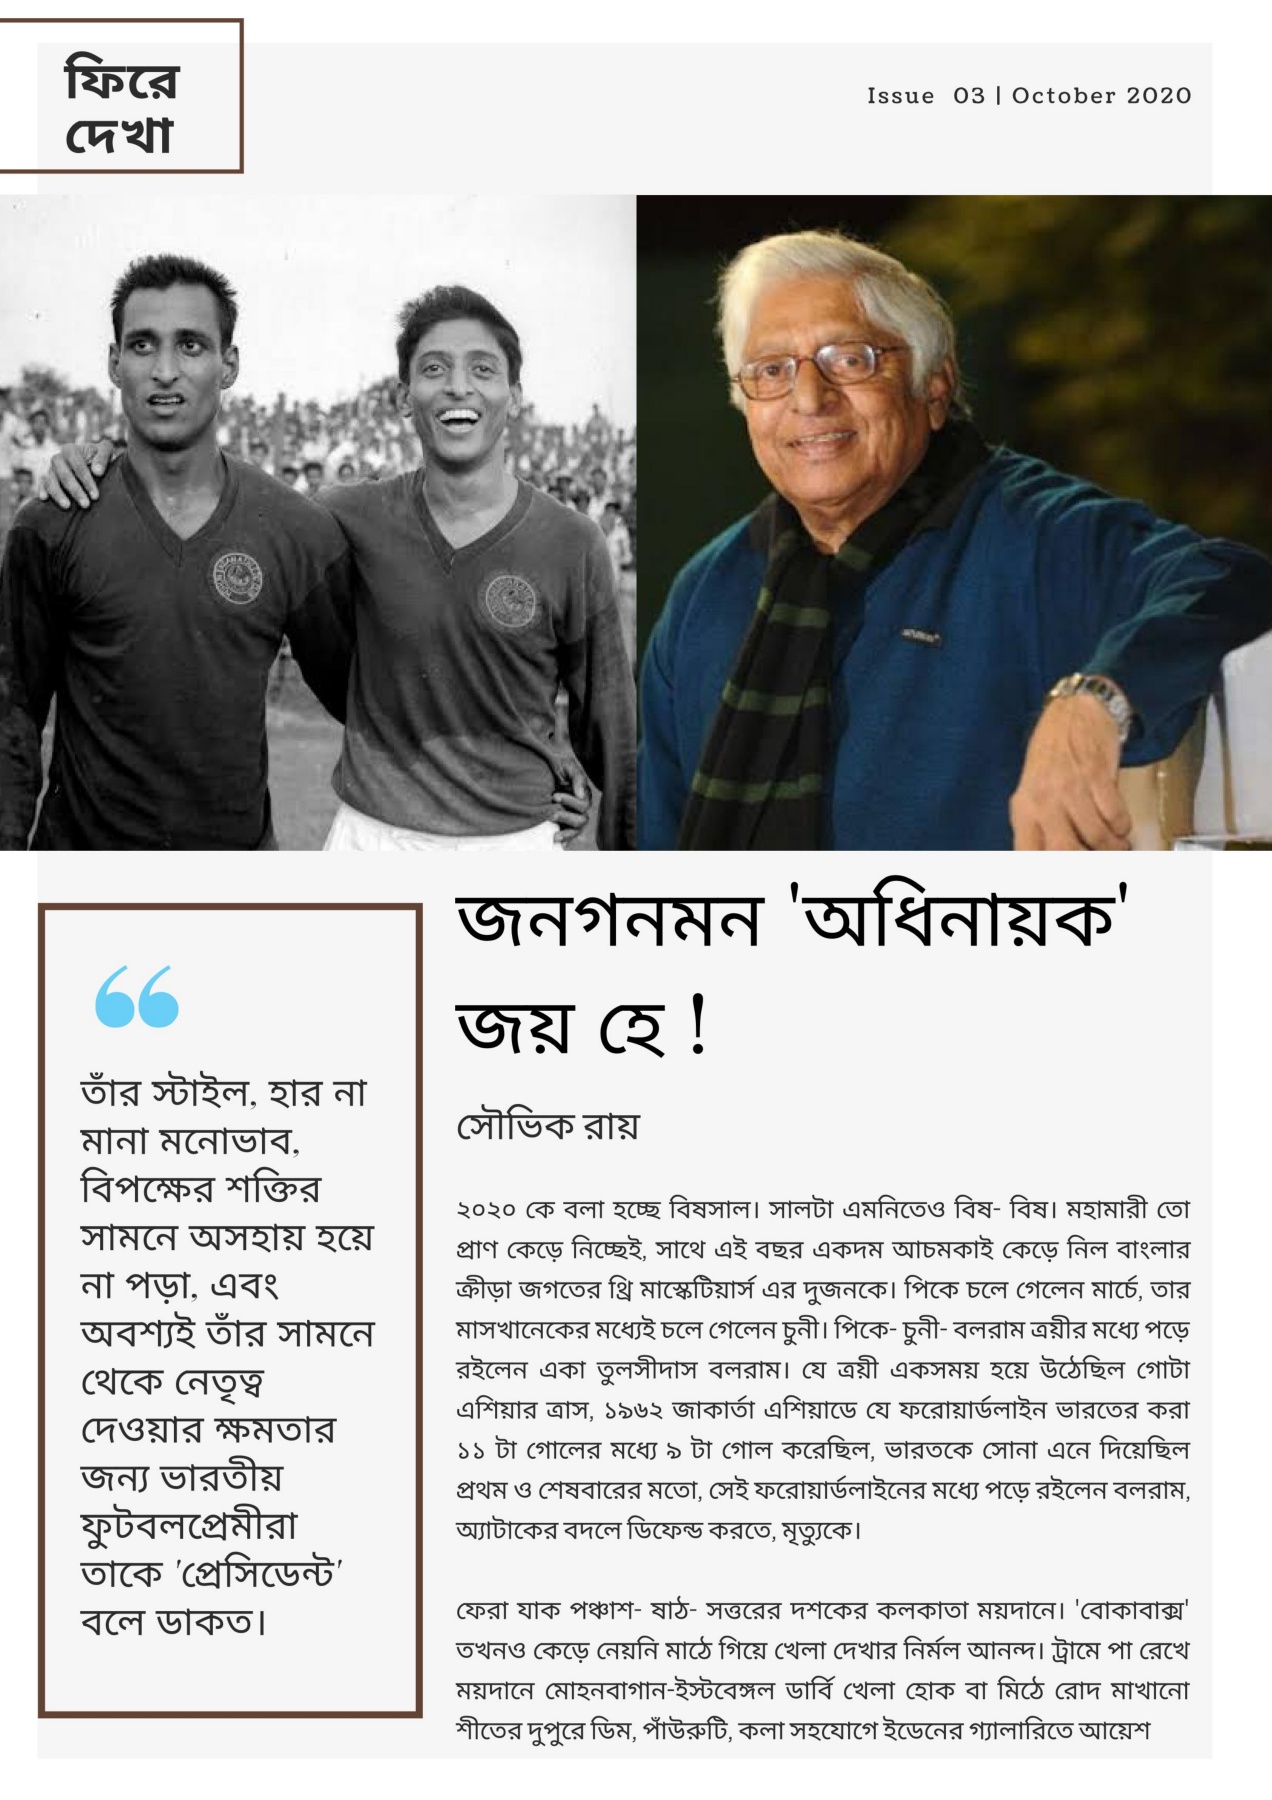 ফিরে
দেখা
Issue 03 | October 2020
জনগনমন 'অধিনায়ক'
জয় হে !
সৌভিক রায়
তাঁর স্টাইল, হার না
মানা মনোভাব,
বিপক্ষের শক্তির
সামনে অসহায় হয়ে
না পড়া, এবং
অবশ্যই তাঁর সামনে
থেকে নেতৃত্ব
দেওয়ার ক্ষমতার
জন্য ভারতীয়
ফুটবলপ্রেমীরা
তাকে 'প্রেসিডেন্ট'
বলে ডাকত।
২০২০ কে বলা হচ্ছে বিষসাল। সালটা এমনিতেও বিষ- বিষ। মহামারী তো
প্রাণ কেড়ে নিচ্ছেই, সাথে এই বছর একদম আচমকাই কেড়ে নিল বাংলার
ক্রীড়া জগতের থ্রি মাস্কেটিয়ার্স এর দুজনকে। পিকে চলে গেলেন মার্চে, তার
মাসখানেকের মধ্যেই চলে গেলেন চুনী। পিকে- চুনী- বলরাম ত্রয়ীর মধ্যে পড়ে
রইলেন একা তুলসীদাস বলরাম। যে ত্রয়ী একসময় হয়ে উঠেছিল গোটা
এশিয়ার ত্রাস, ১৯৬২ জাকার্তা এশিয়াডে যে ফরোয়ার্ডলাইন ভারতের করা
১১ টা গোলের মধ্যে ৯ টা গোল করেছিল, ভারতকে সোনা এনে দিয়েছিল
প্রথম ও শেষবারের মতো, সেই ফরোয়ার্ডলাইনের মধ্যে পড়ে রইলেন বলরাম,
অ্যাটাকের বদলে ডিফেন্ড করতে, মৃত্যুকে।
ফেরা যাক পঞ্চাশ- ষাঠ- সত্তরের দশকের কলকাতা ময়দানে। 'বোকাবাক্স'
তখনও কেড়ে নেয়নি মাঠে গিয়ে খেলা দেখার নির্মল আনন্দ। ট্রামে পা রেখে
ময়দানে মোহনবাগান-ইস্টবেঙ্গল ডার্বি খেলা হোক বা মিঠে রোদ মাখানো
শীতের দুপুরে ডিম, পাঁউরুটি, কলা সহযোগে ইডেনের গ্যালারিতে আয়েশ